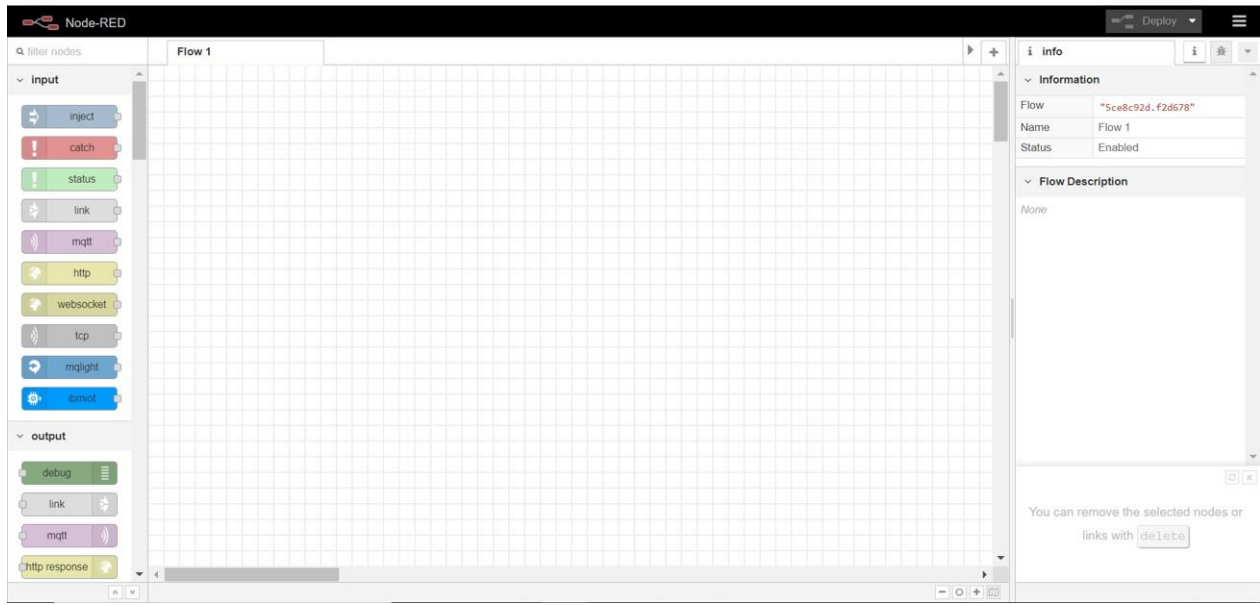 Node-RED
Deploy
filter nodes
Flow 1
i info
i
input
inject
catch
status
link
mqtt
http
websocket
tcp
mqlight
ibmiot
output
debug
link
mqtt
http response
Information
Flow "5ce8c92d.f2d678"
Name Flow 1
Status Enabled
Flow Description
None
You can remove the selected nodes or
links with delete